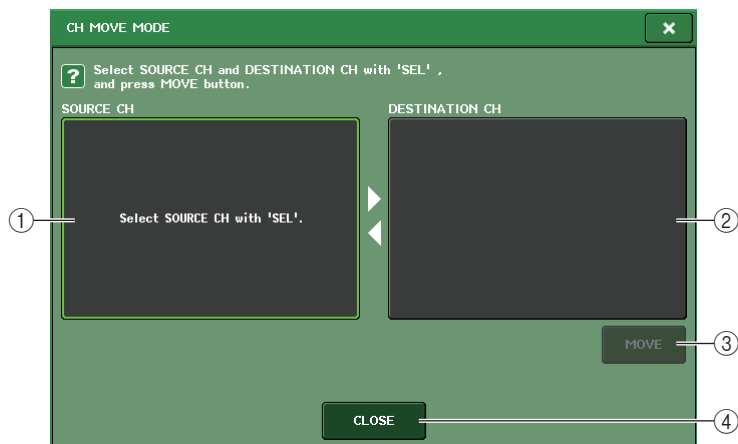 CH MOVE MODE
?
Select SOURCE CH and DESTINATION CH with 'SEL' ,
and press MOVE button.
SOURCE CH
DESTINATION CH
① Select SOURCE CH with 'SEL'. ②
MOVE ③
CLOSE ④